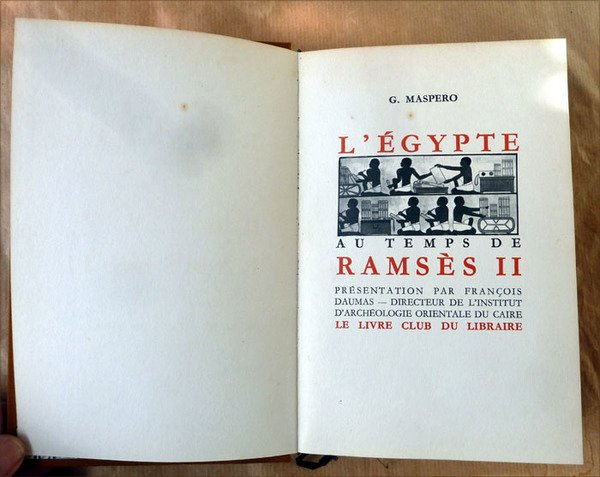 G. MASPERO
L'ÉGYPTE
AU TEMPS DE
RAMSÈS II
PRÉSENTATION PAR FRANÇOIS
DAUMAS — DIRECTEUR DE L'INSTITUT
D'ARCHÉOLOGIE ORIENTALE DU CAIRE
LE LIVRE CLUB DU LIBRAIRE